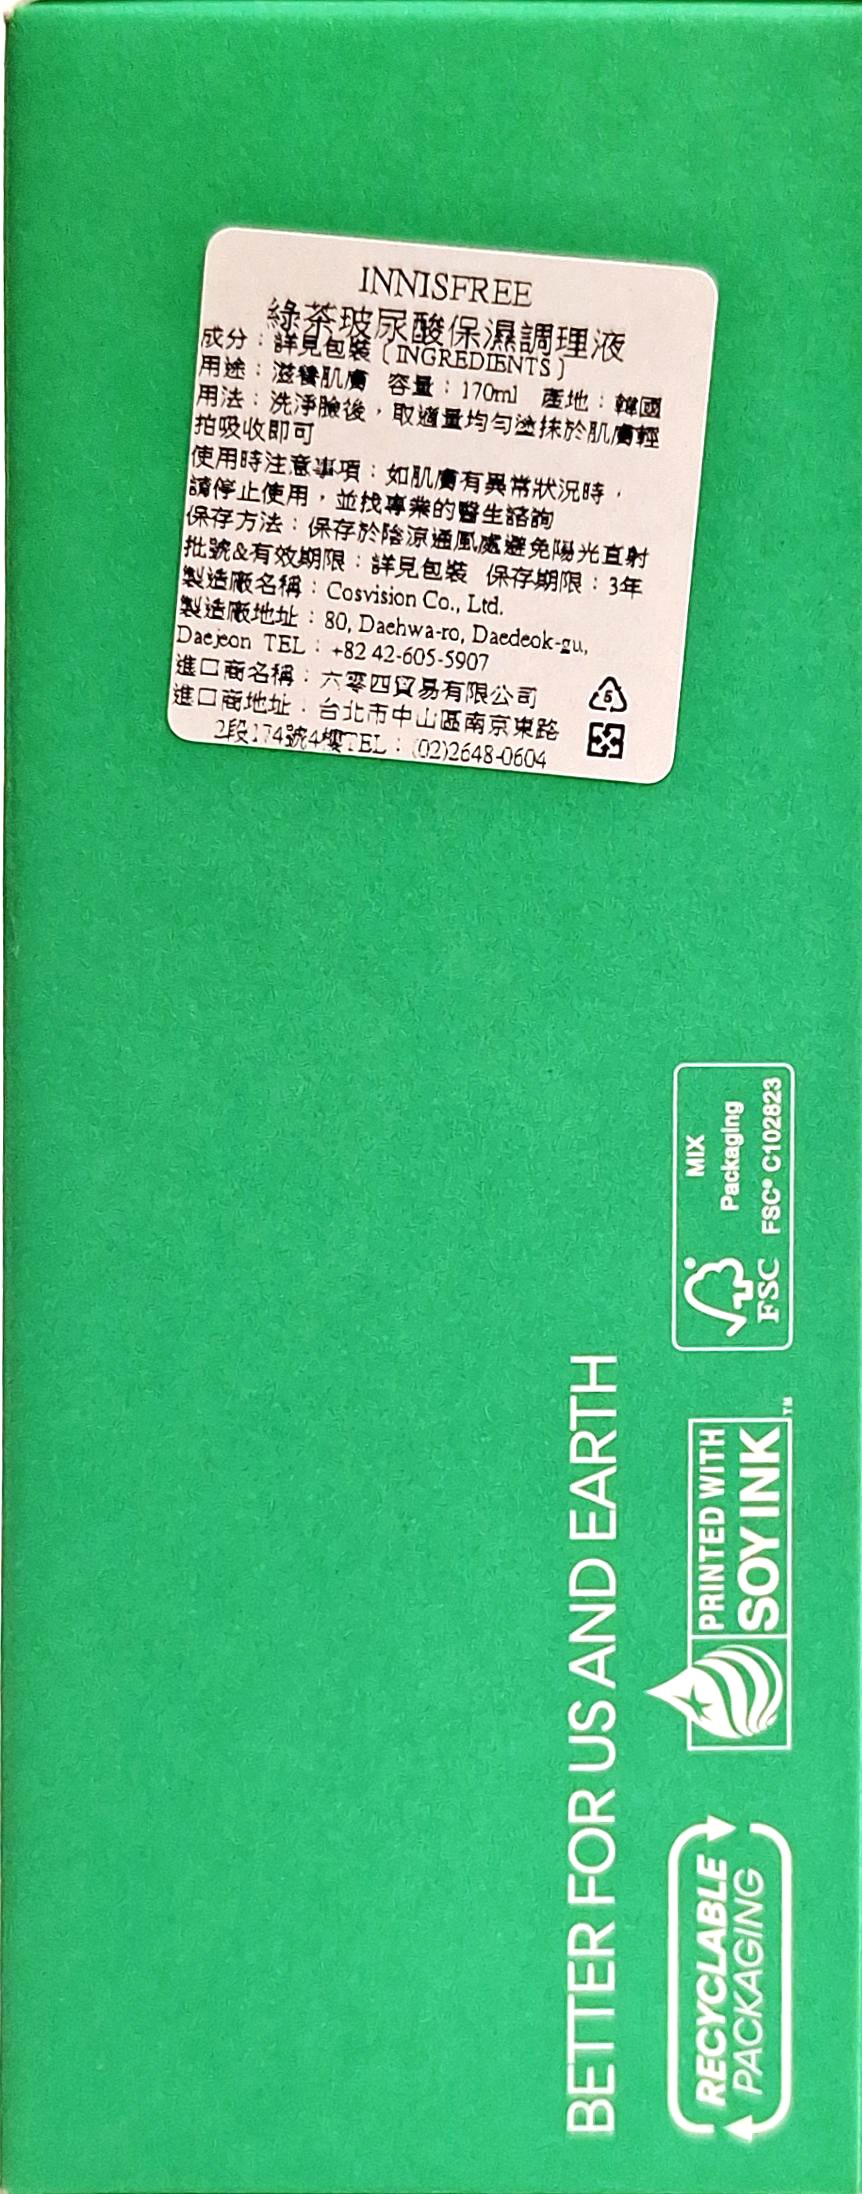 INNISFREE
綠茶玻尿酸保濕調理液
成分：詳見包裝〔INGREDIENTS〕
用途：滋養肌膚 容量：170ml 產地：韓國
用法：洗淨臉後，取適量均勻塗抹於肌膚輕
拍吸收即可
使用時注意事項：如肌膚有異常狀況時，
請停止使用，並找專業的醫生諮詢
保存方法：保存於陰涼通風處避免陽光直射
批號&有效期限：詳見包裝 保存期限：3年
製造廠名稱：Cosvision Co., Ltd.
製造廠地址：80, Daehwa-ro, Daedeok-gu,
Daejeon TEL：+82 42-605-5907
進口商名稱：六零四貿易有限公司
進口商地址：台北市中山區南京東路
2段174號4樓TEL：(02)2648-0604
5
BETTER FOR US AND EARTH
RECYCLABLE
PACKAGING
PRINTED WITH
SOY INK™
FSC
MIX
Packaging
FSC® C102823